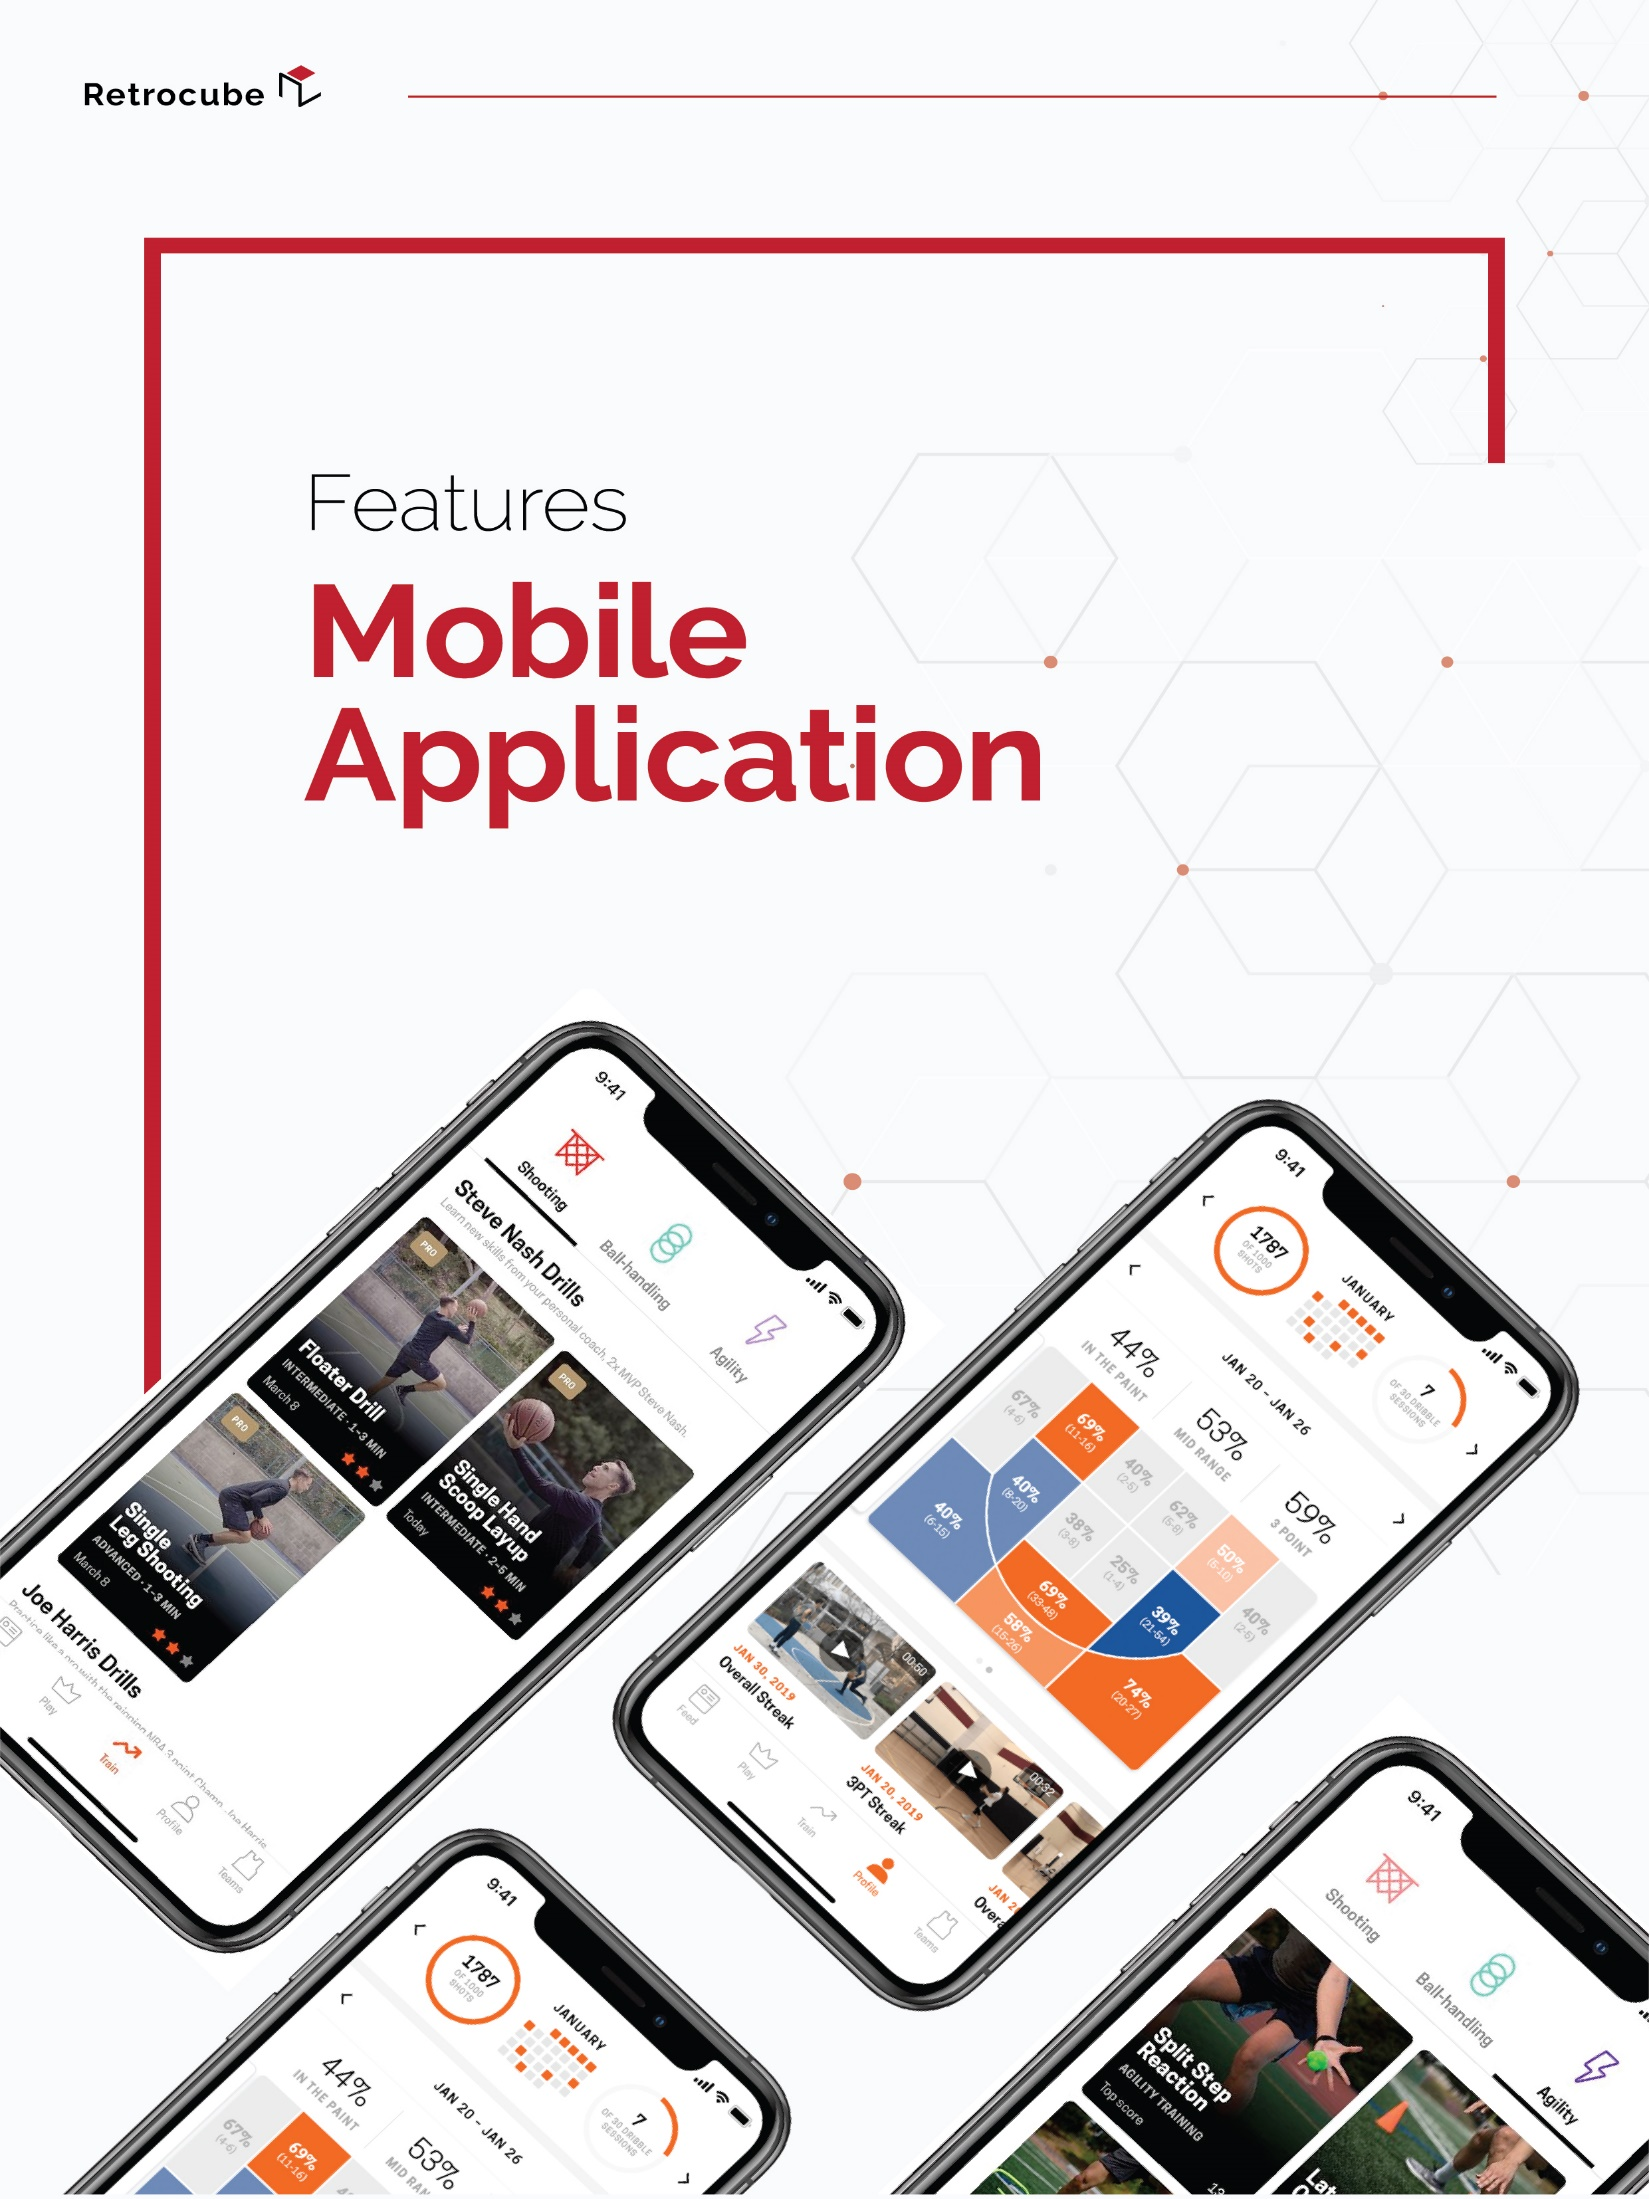 Retrocube
Features
Mobile
Application
9:41
Shooting
Ball-handling
Agility
Steve Nash Drills
Learn new skills from your personal coach, 2x MVP Steve Nash.
PRO
Floater Drill
INTERMEDIATE · 1-3 MIN
March 8
PRO
Single Hand
Scoop Layup
INTERMEDIATE · 2-5 MIN
Today
PRO
Single
Leg Shooting
ADVANCED · 1-3 MIN
March 8
Joe Harris Drills
Play
Train
Profile
Teams
9:41
1787
OF 1000
SHOTS
JANUARY
7
OF 30 DRIBBLE
SESSIONS
JAN 20 - JAN 26
44%
IN THE PAINT
53%
MID RANGE
59%
3 POINT
67%
(4-6)
69%
(11-16)
40%
(2-5)
62%
(5-8)
50%
(5-10)
40%
(2-5)
40%
(6-15)
40%
(8-20)
38%
(3-8)
25%
(1-4)
39%
(21-54)
69%
(33-48)
58%
(15-26)
74%
(20-27)
00:50
JAN 30, 2019
Overall Streak
00:32
JAN 20, 2019
3PT Streak
JAN 2
Overa
Feed
Play
Train
Profile
Teams
9:41
1787
OF 1000
SHOTS
JANUARY
7
OF 30 DRIBBLE
SESSIONS
JAN 20 - JAN 26
44%
IN THE PAINT
53%
MID RAN
67%
(4-6)
69%
(11-16)
9:41
Shooting
Ball-handling
Agility
Split Step
Reaction
AGILITY TRAINING
Top score